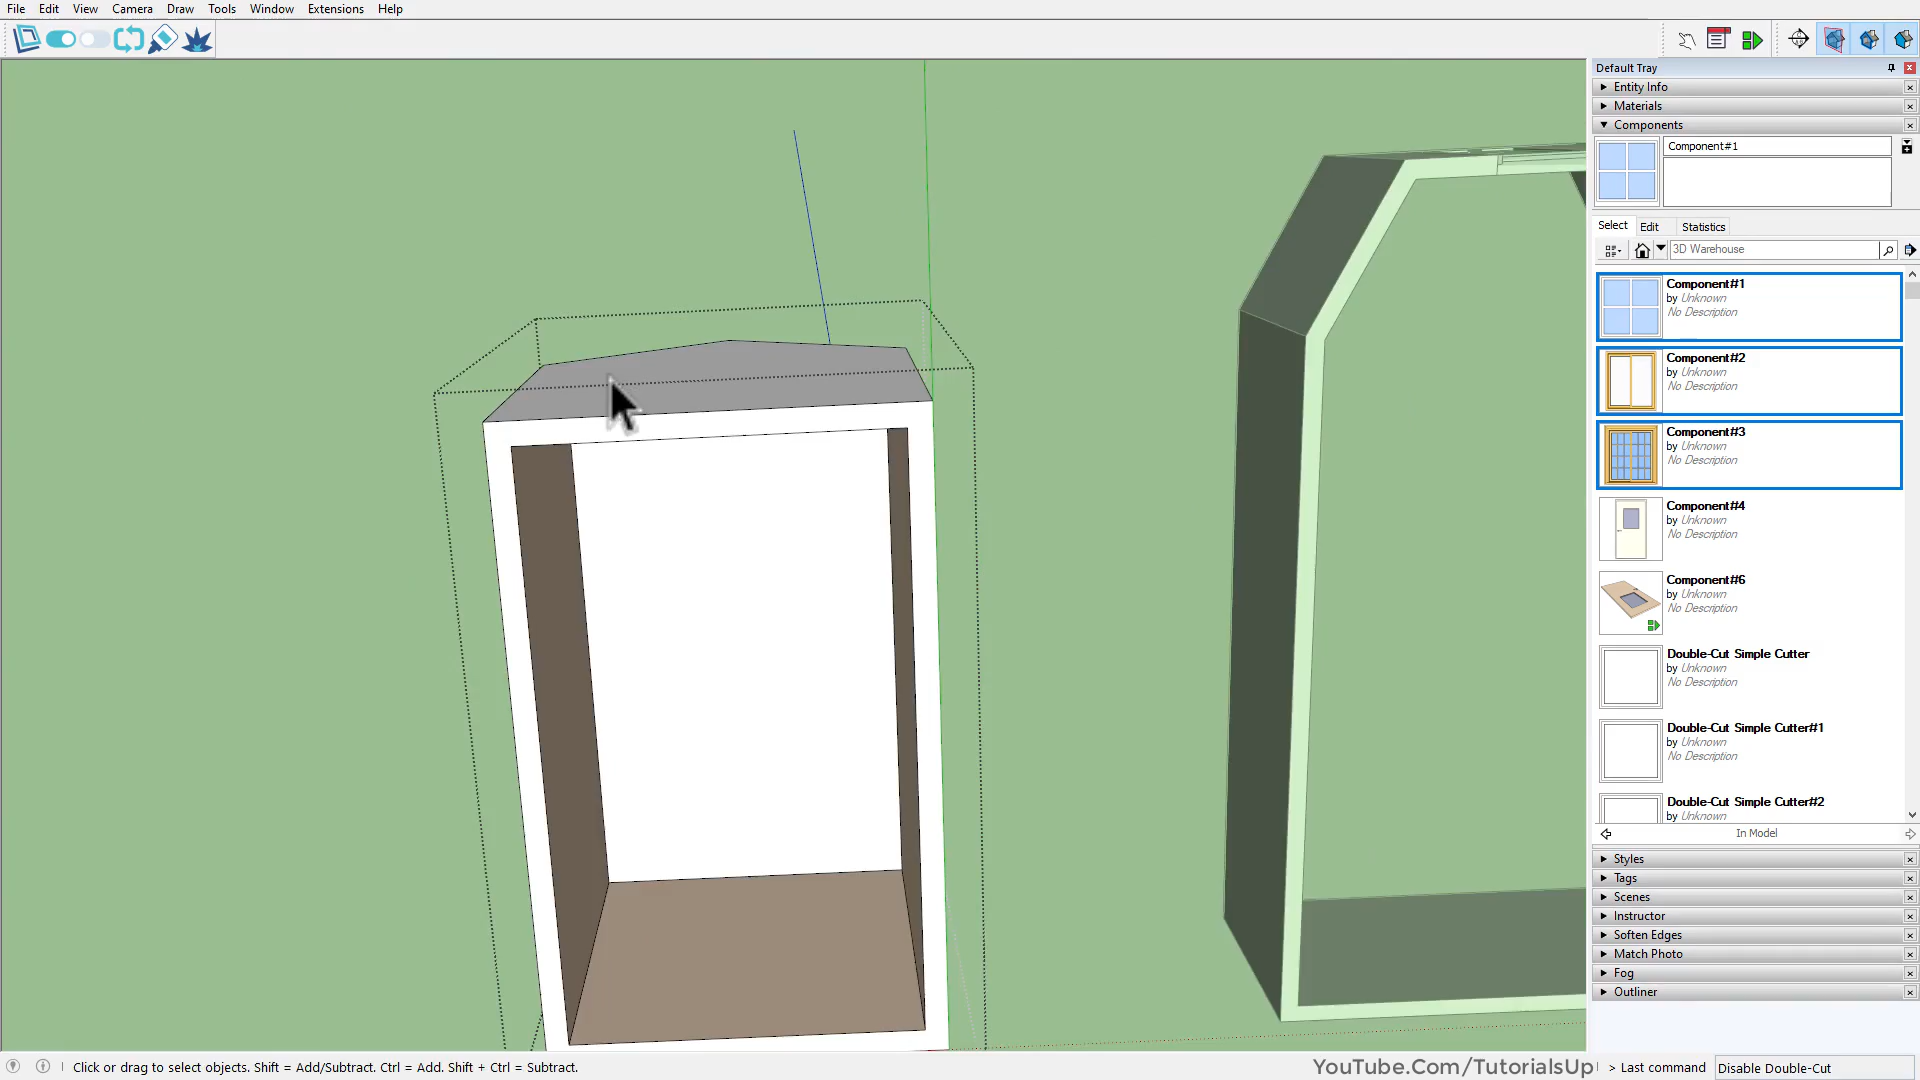 File Edit View Camera Draw Tools Window Extensions Help
Default Tray
Entity Info
Materials
Components
Component#1
Select Edit Statistics
3D Warehouse
Component#1
by Unknown
No Description
Component#2
by Unknown
No Description
Component#3
by Unknown
No Description
Component#4
by Unknown
No Description
Component#6
by Unknown
No Description
Double-Cut Simple Cutter
by Unknown
No Description
Double-Cut Simple Cutter#1
by Unknown
No Description
Double-Cut Simple Cutter#2
by Unknown
In Model
Styles
Tags
Scenes
Instructor
Soften Edges
Match Photo
Fog
Outliner
Click or drag to select objects. Shift = Add/Subtract. Ctrl = Add. Shift + Ctrl = Subtract.
YouTube.Com/TutorialsUp
> Last command Disable Double-Cut